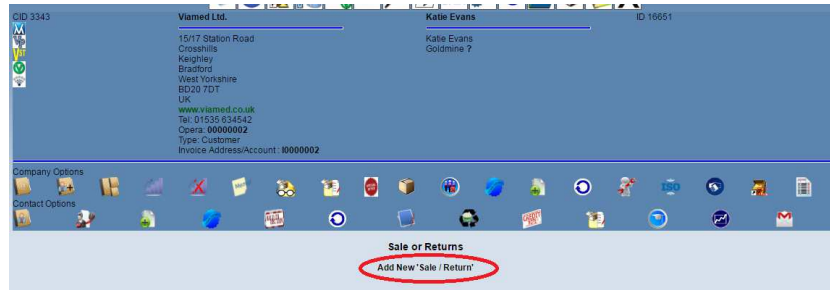 CID 3343
Viamed Ltd.
Katie Evans
ID 16651
15/17 Station Road
Crosshills
Keighley
Bradford
West Yorkshire
BD20 7DT
UK
www.viamed.co.uk
Tel: 01535 634542
Opera: 00000002
Type: Customer
Invoice Address/Account : I0000002
Katie Evans
Goldmine ?
Company Options
ISO
Contact Options
Sale or Returns
Add New 'Sale / Return'